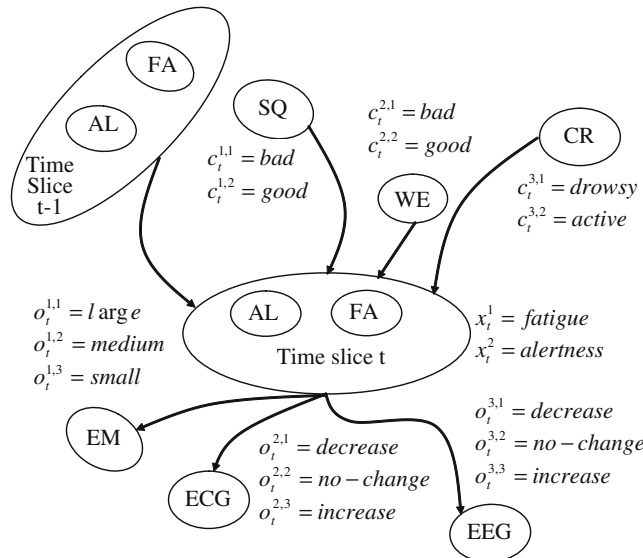 FA
AL
Time
Slice
t-1
SQ
c_t^{1,1} = bad
c_t^{1,2} = good
c_t^{2,1} = bad
c_t^{2,2} = good
WE
CR
c_t^{3,1} = drowsy
c_t^{3,2} = active
AL
FA
Time slice t
o_t^{1,1} = l arg e
o_t^{1,2} = medium
o_t^{1,3} = small
x_t^1 = fatigue
x_t^2 = alertness
EM
ECG
o_t^{2,1} = decrease
o_t^{2,2} = no – change
o_t^{2,3} = increase
o_t^{3,1} = decrease
o_t^{3,2} = no – change
o_t^{3,3} = increase
EEG